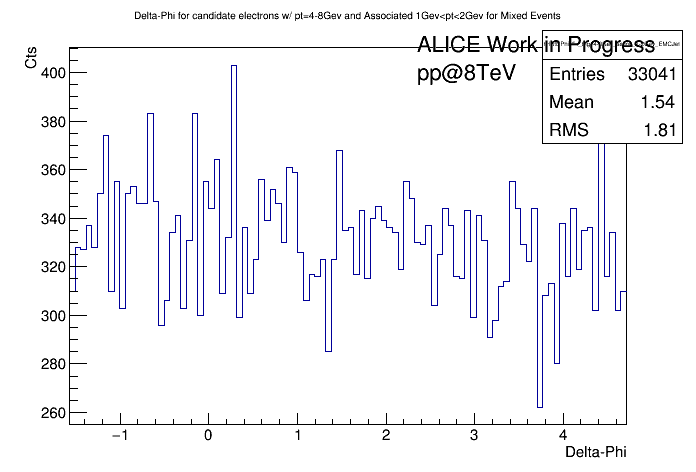 Delta-Phi for candidate electrons w/ pt=4-8Gev and Associated 1Gev<pt<2Gev for Mixed Events
ALICE Work in Progress
pp@8TeV
EMCJet
Entries 33041
Mean 1.54
RMS 1.81
Cts
400
380
360
340
320
300
280
260
−1 0 1 2 3 4
Delta-Phi